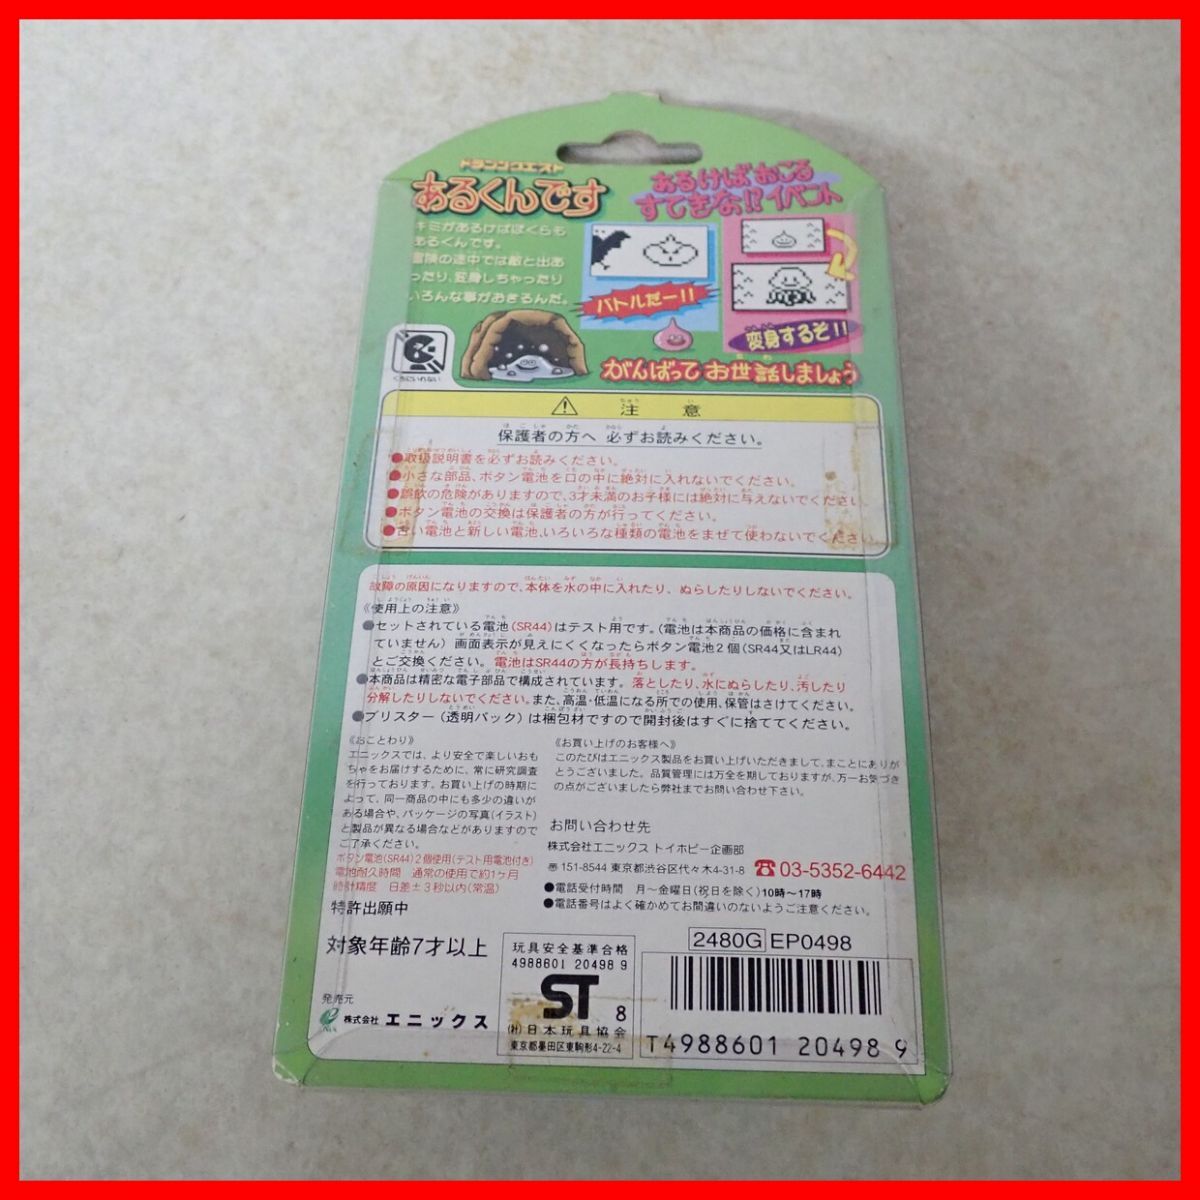 ドラゴンクエスト
あるくんです
キミがあるけばぼくらも
あるくんです。
冒険の途中では敵と出あ
ったり、変身しちゃったり
いろんな事がおきるんだ。
あるけばおこる
すてきな!?イベント
バトルだー!!
変身するぞ!!
がんばってお世話しましょう
くちにいれない
注意
保護者の方へ 必ずお読みください。
●取扱説明書を必ずお読みください。
●小さな部品、ボタン電池を口の中に絶対に入れないでください。
●誤飲の危険がありますので、3才未満のお子様には絶対に与えないでください。
●ボタン電池の交換は保護者の方が行ってください。
●古い電池と新しい電池、いろいろな種類の電池をまぜて使わないでください。
故障の原因になりますので、本体を水の中に入れたり、ぬらしたりしないでください。
《使用上の注意》
●セットされている電池(SR44)はテスト用です。(電池は本商品の価格に含まれ
ていません)画面表示が見えにくくなったらボタン電池2個(SR44又はLR44)
とご交換ください。電池はSR44の方が長持ちします。
●本商品は精密な電子部品で構成されています。落としたり、水にぬらしたり、汚したり
分解したりしないでください。また、高温・低温になる所での使用、保管はさけてください。
●ブリスター(透明パック)は梱包材ですので開封後はすぐに捨ててください。
《おことわり》
エニックスでは、より安全で楽しいおも
ちゃをお届けするために、常に研究調査
を行っております。お買い上げの時期に
よって、同一商品の中にも多少の違いが
ある場合や、パッケージの写真(イラスト)
と製品が異なる場合などがありますので
ご了承ください。
ボタン電池(SR44)2個使用(テスト用電池付き)
電池耐久時間 通常の使用で約1ヶ月
時計精度 日差±3秒以内(常温)
特許出願中
《お買い上げのお客様へ》
このたびはエニックス製品をお買い上げいただきまして、まことにありが
とうございました。品質管理には万全を期しておりますが、万一お気づき
の点がございましたら弊社までお問い合わせ下さい。
お問い合わせ先
株式会社エニックス トイホビー企画部
〒151-8544 東京都渋谷区代々木4-31-8 ☎03-5352-6442
●電話受付時間 月～金曜日(祝日を除く)10時～17時
●電話番号はよく確かめてお間違いのないようご注意ください。
対象年齢7才以上
発売元
株式会社 エニックス
玩具安全基準合格
4988601 20498 9
ST
8
(社)日本玩具協会
東京都墨田区東駒形4-22-4
2480G EP0498
T4988601 20498 9